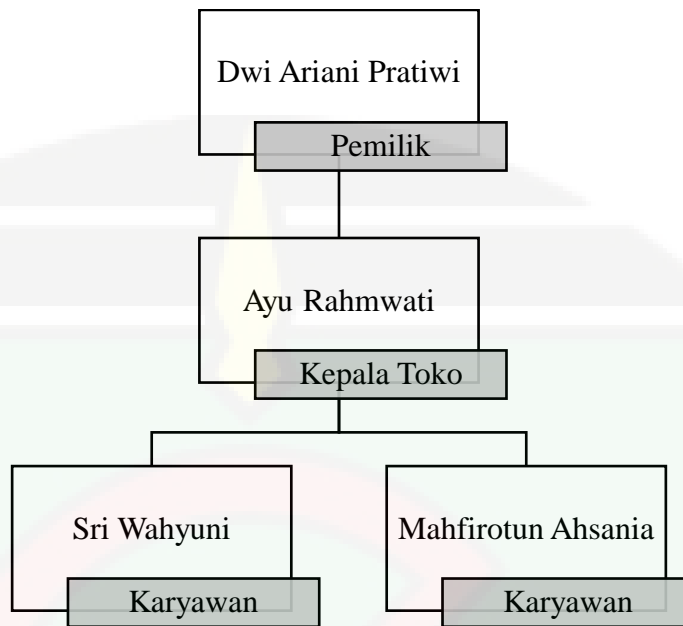 Dwi Ariani Pratiwi
Pemilik
Ayu Rahmwati
Kepala Toko
Sri Wahyuni
Karyawan
Mahfirotun Ahsania
Karyawan